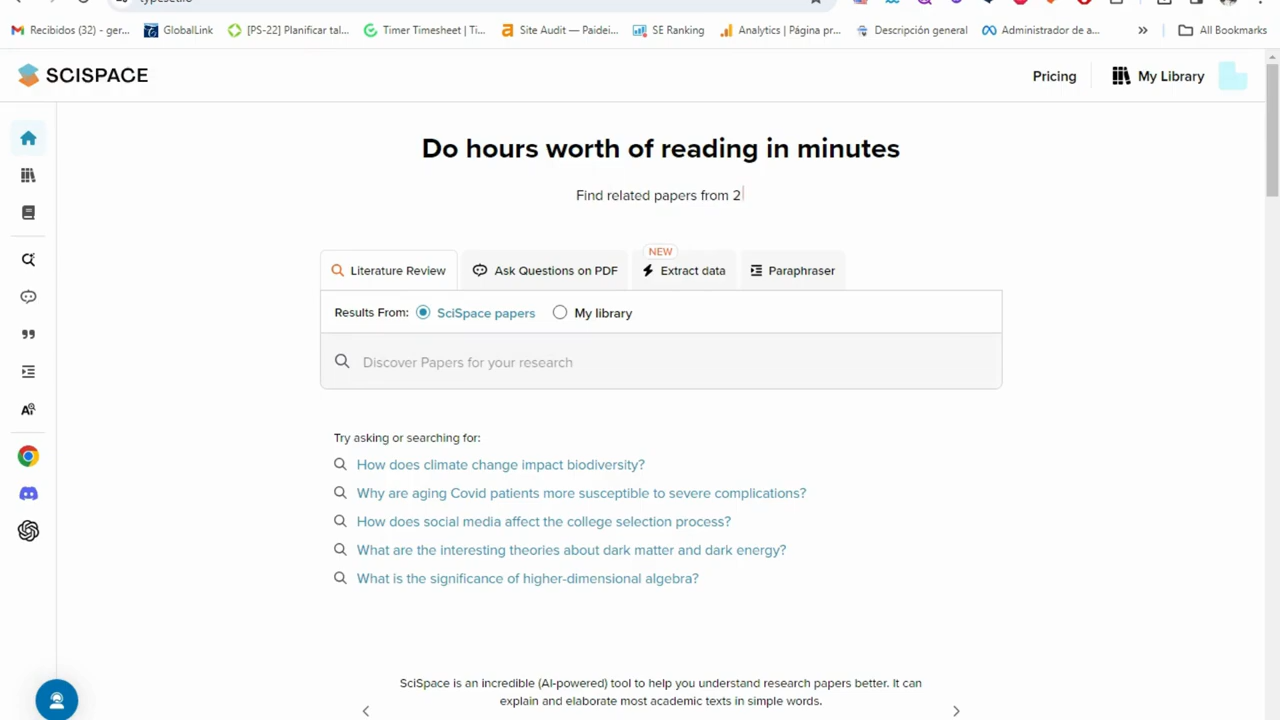 Recibidos (32) - ger...
GlobalLink
[PS-22] Planificar tal...
Timer Timesheet | Ti...
Site Audit — Paidei...
SE Ranking
Analytics | Página pr...
Descripción general
Administrador de a...
»
All Bookmarks
SCISPACE
Pricing
My Library
Do hours worth of reading in minutes
Find related papers from 2
NEW
Literature Review
Ask Questions on PDF
Extract data
Paraphraser
Results From:
SciSpace papers
My library
Discover Papers for your research
Try asking or searching for:
How does climate change impact biodiversity?
Why are aging Covid patients more susceptible to severe complications?
How does social media affect the college selection process?
What are the interesting theories about dark matter and dark energy?
What is the significance of higher-dimensional algebra?
SciSpace is an incredible (AI-powered) tool to help you understand research papers better. It can
explain and elaborate most academic texts in simple words.